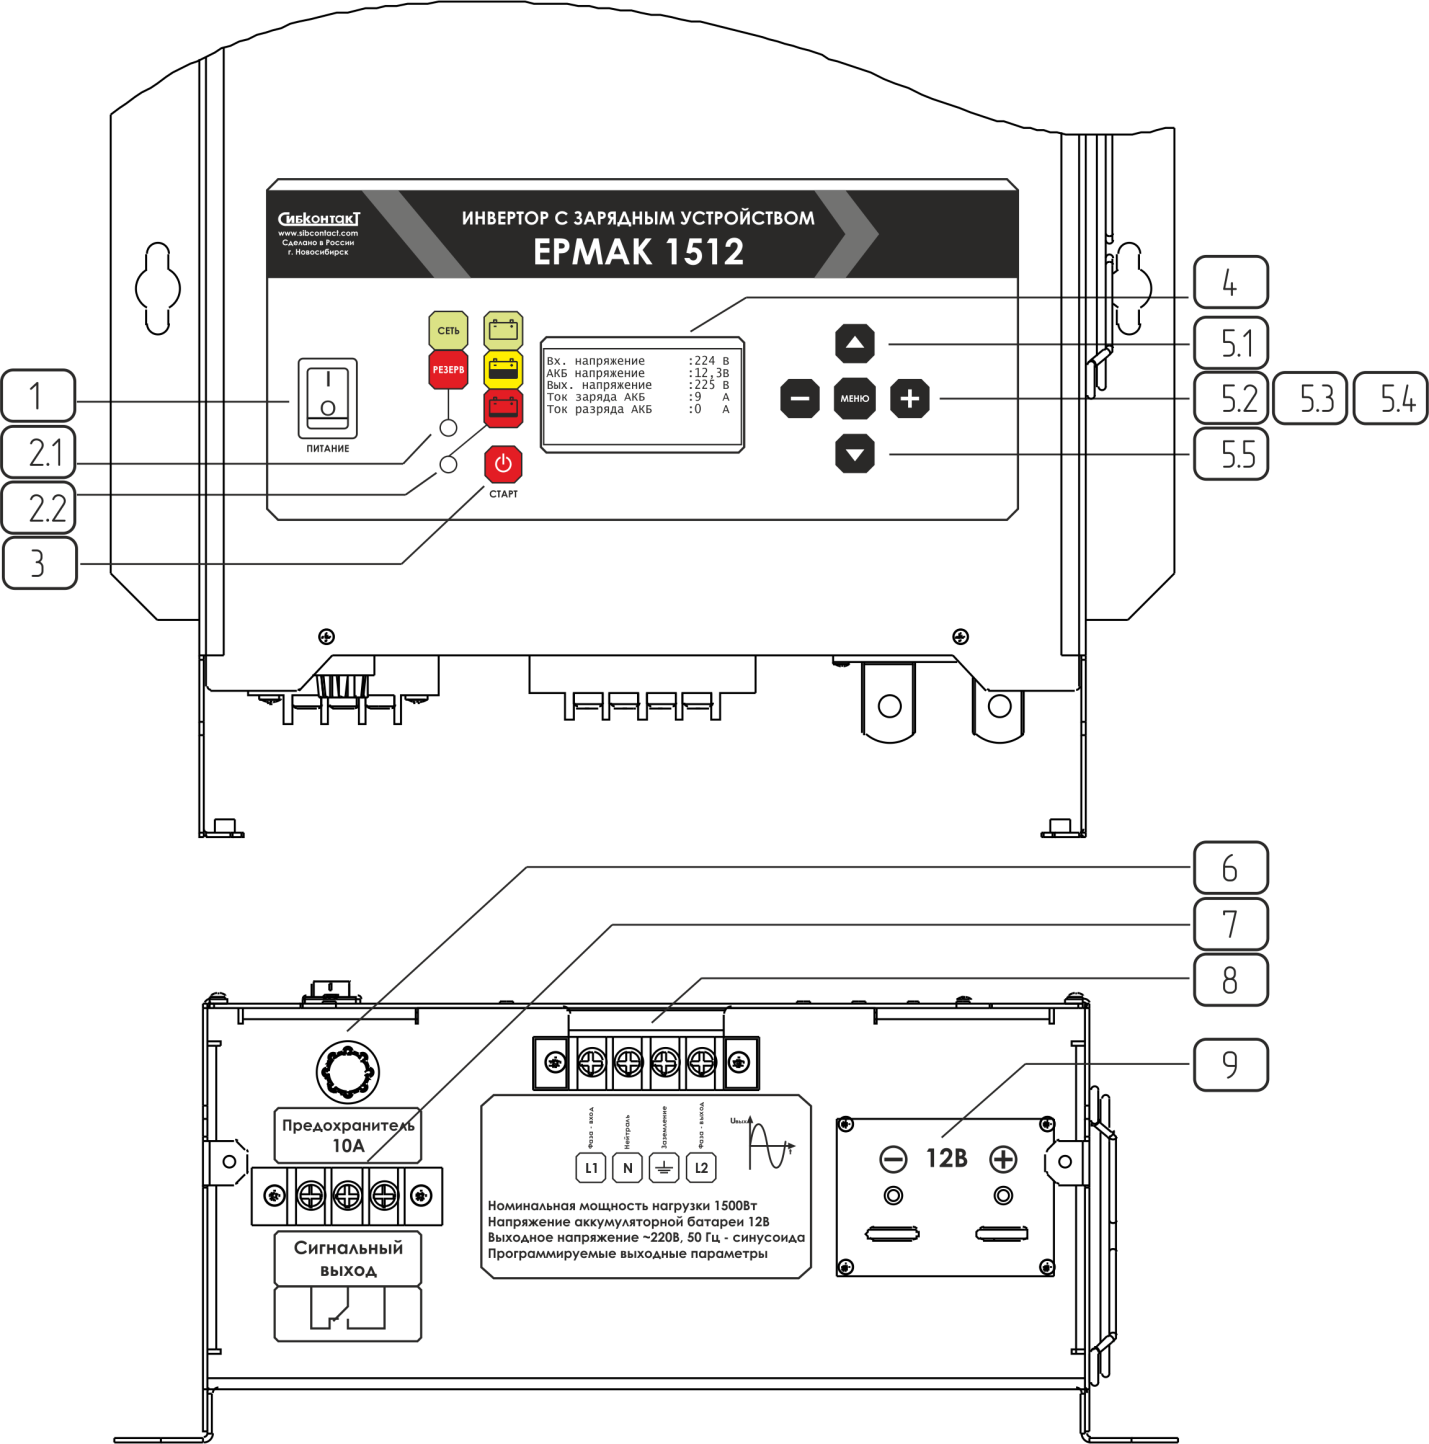 СибконтакТ
www.sibcontact.com
Сделано в России
г. Новосибирск
ИНВЕРТОР С ЗАРЯДНЫМ УСТРОЙСТВОМ
ЕРМАК 1512
СЕТЬ
РЕЗЕРВ
I
O
ПИТАНИЕ
СТАРТ
Вх. напряжение :224 В
АКБ напряжение :12,3В
Вых. напряжение :225 В
Ток заряда АКБ :9 А
Ток разряда АКБ :0 А
МЕНЮ
1
2.1
2.2
3
4
5.1
5.2 5.3 5.4
5.5
6
7
8
9
Предохранитель
10А
Сигнальный
выход
Фаза - вход
Нейтраль
Заземление
Фаза - выход
Uвых
t
L1 N L2
Номинальная мощность нагрузки 1500Вт
Напряжение аккумуляторной батареи 12В
Выходное напряжение ~220В, 50 Гц - синусоида
Программируемые выходные параметры
12В